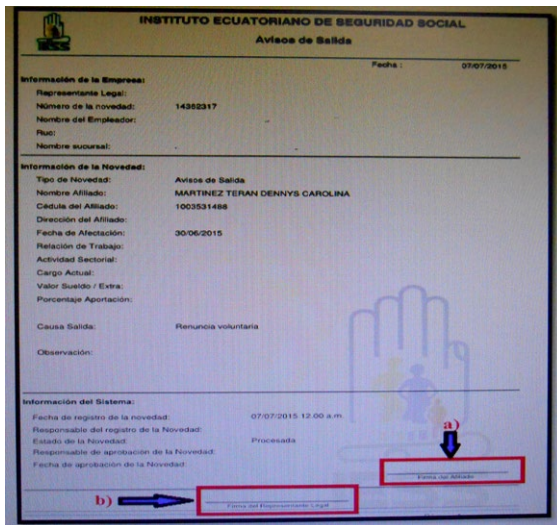 INSTITUTO ECUATORIANO DE SEGURIDAD SOCIAL
Avisos de Salida
IESS
Fecha : 07/07/2015
Información de la Empresa:
Representante Legal:
Número de la novedad: 14352317
Nombre del Empleador:
Ruc:
Nombre sucursal:
Información de la Novedad:
Tipo de Novedad: Avisos de Salida
Nombre Afiliado: MARTINEZ TERAN DENNYS CAROLINA
Cédula del Afiliado: 1003531486
Dirección del Afiliado:
Fecha de Afectación: 30/06/2015
Relación de Trabajo:
Actividad Sectorial:
Cargo Actual:
Valor Sueldo / Extra:
Porcentaje Aportación:
Causa Salida: Renuncia voluntaria
Observación:
Información del Sistema:
Fecha de registro de la novedad: 07/07/2015 12.00 a.m.
Responsable del registro de la Novedad:
Estado de la Novedad: Procesada
Responsable de aprobación de la Novedad:
Fecha de aprobación de la Novedad:
a)
Firma del Afiliado
b)
Firma del Representante Legal